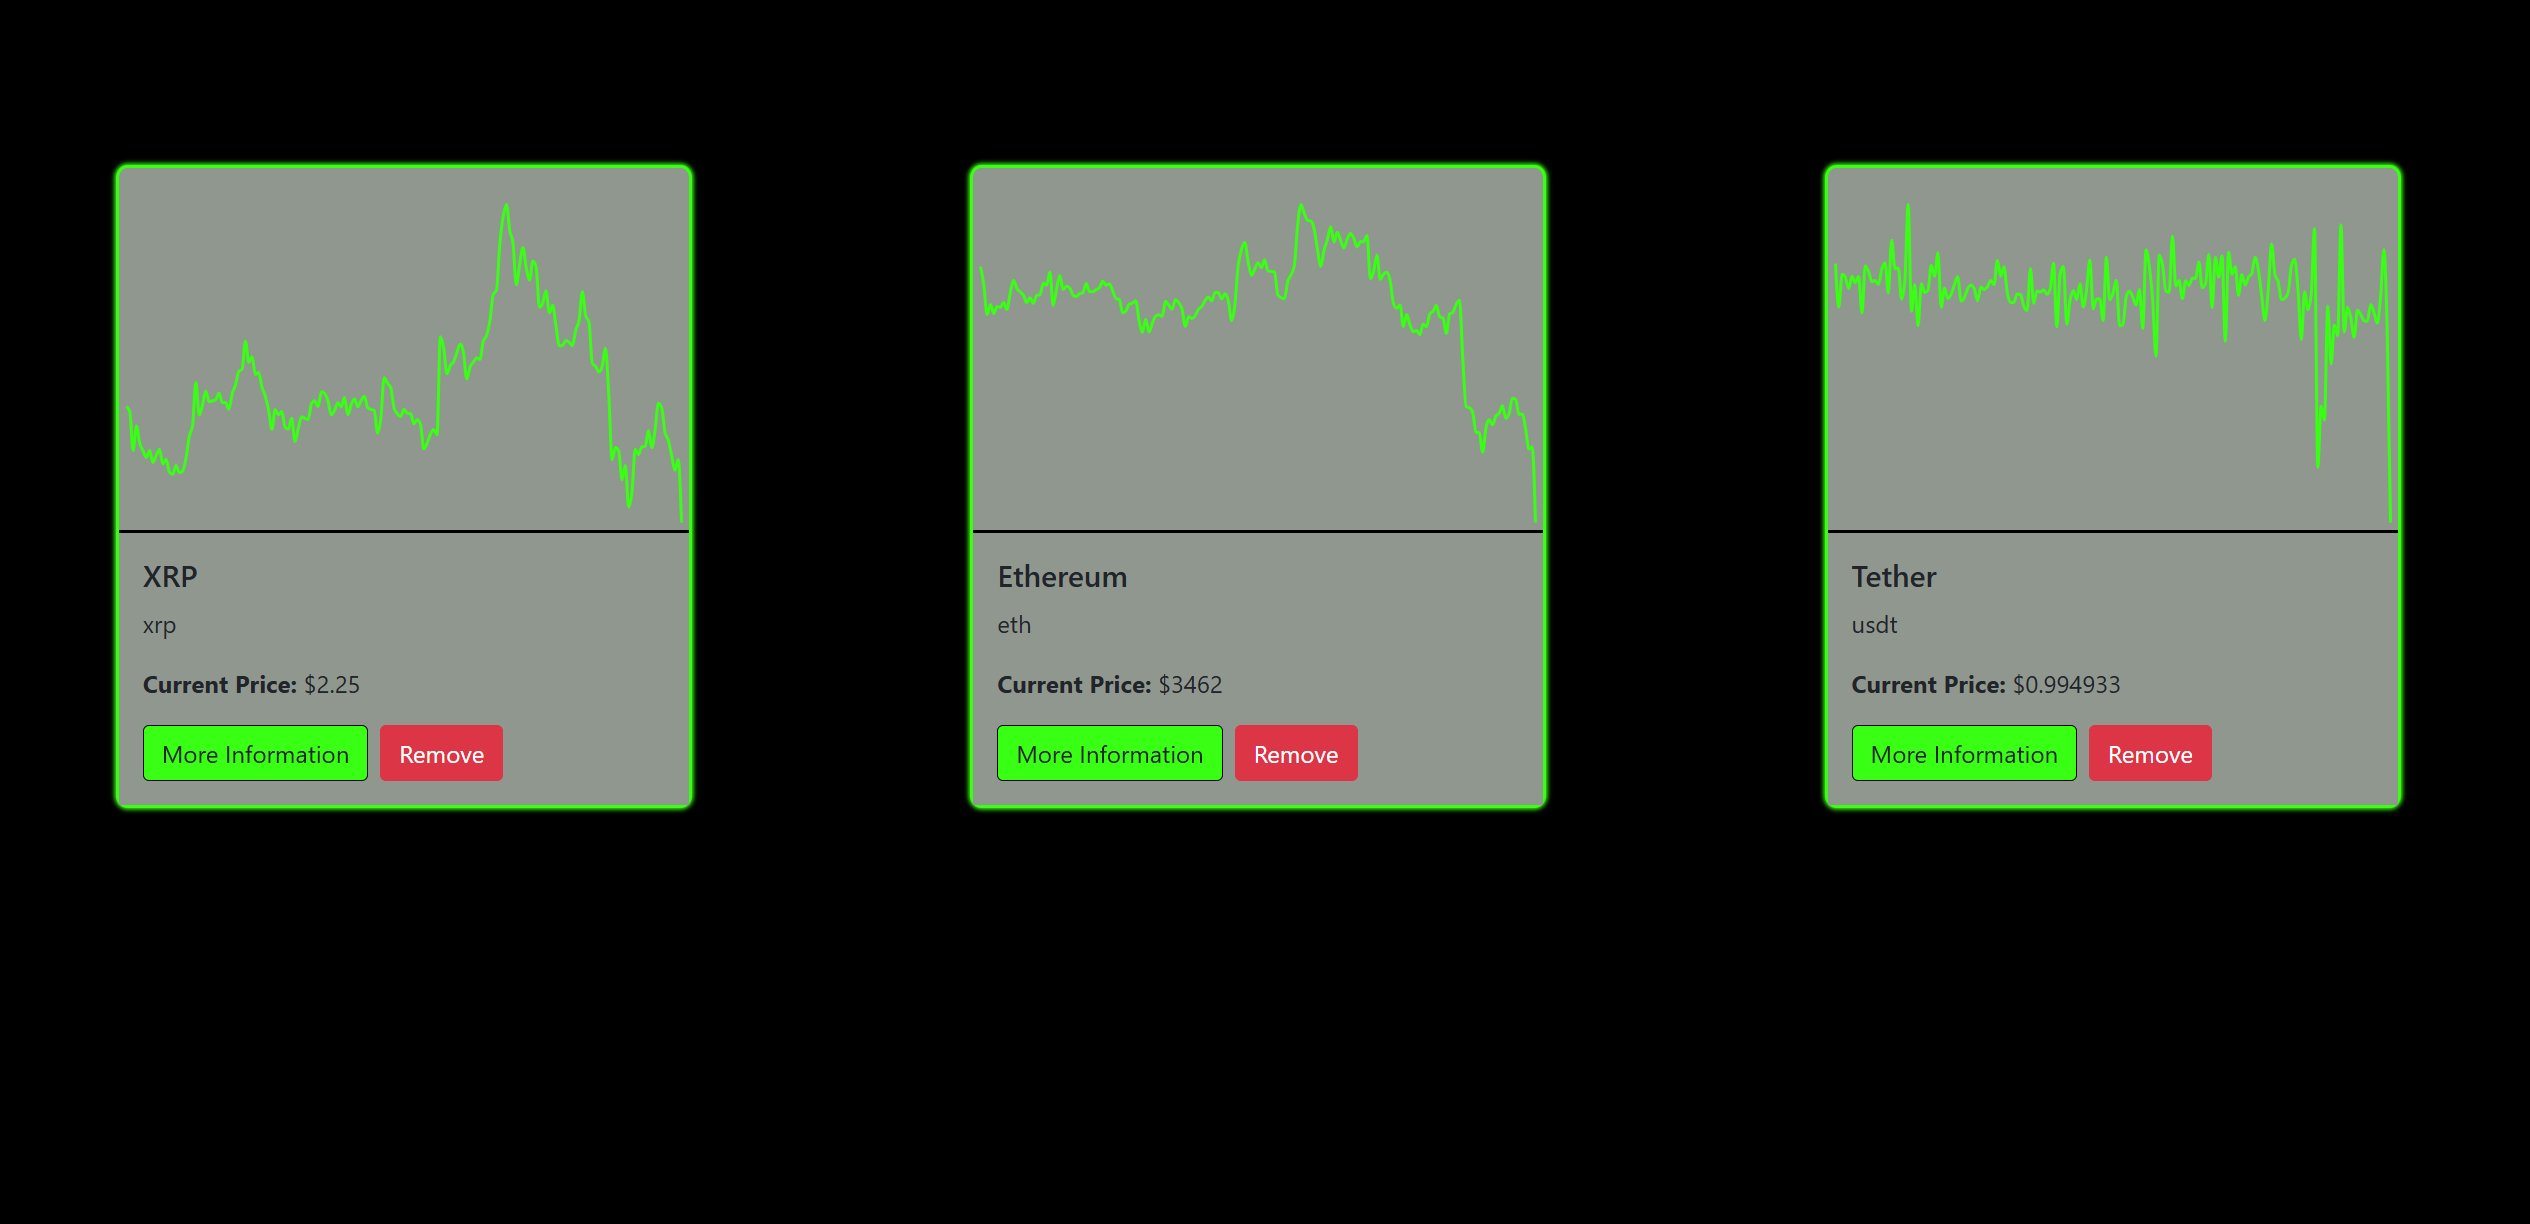 XRP
xrp
Current Price: $2.25
More Information Remove
Ethereum
eth
Current Price: $3462
More Information Remove
Tether
usdt
Current Price: $0.994933
More Information Remove